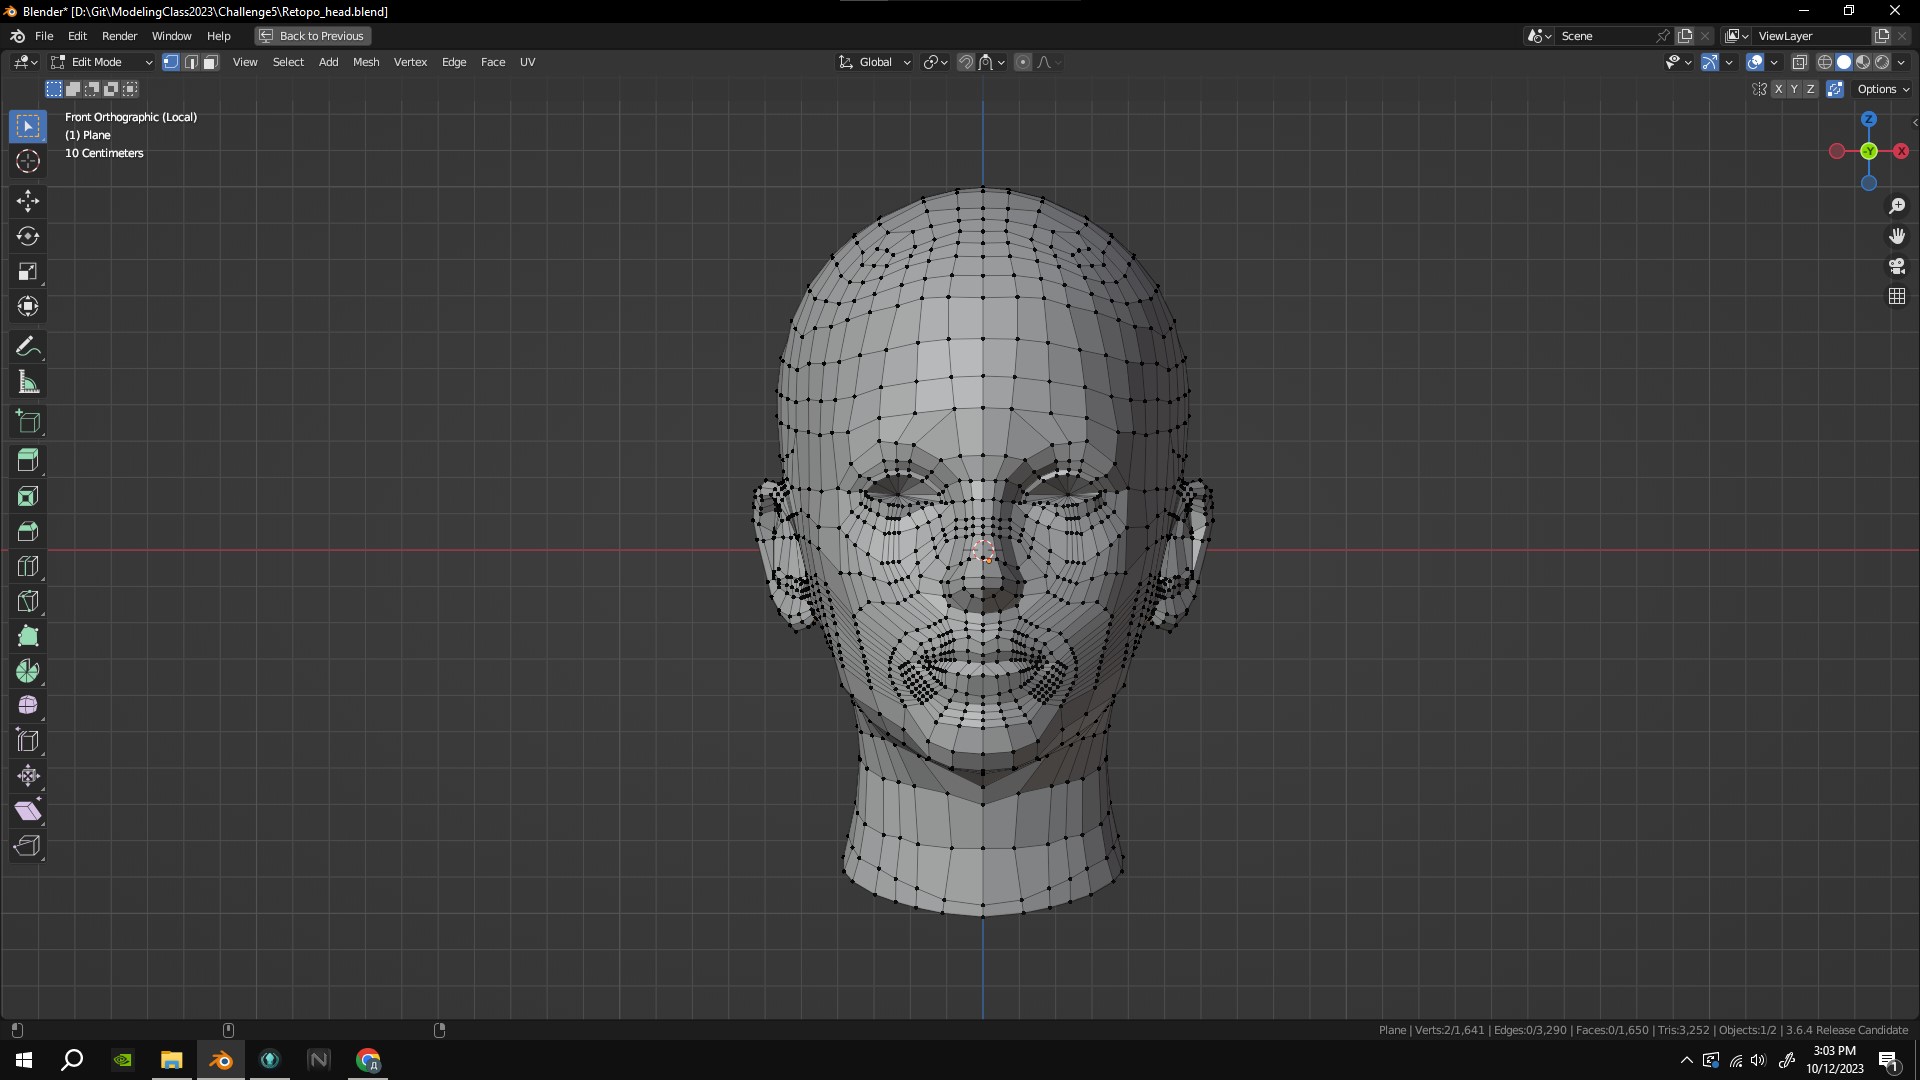 Blender* [D:\Git\ModelingClass2023\Challenge5\Retopo_head.blend]
File Edit Render Window Help Back to Previous Scene ViewLayer
Edit Mode View Select Add Mesh Vertex Edge Face UV Global
X Y Z Options
Front Orthographic (Local)
(1) Plane
10 Centimeters
Z
-Y X
Plane | Verts:2/1,641 | Edges:0/3,290 | Faces:0/1,650 | Tris:3,252 | Objects:1/2 | 3.6.4 Release Candidate
3:03 PM
10/12/2023
1